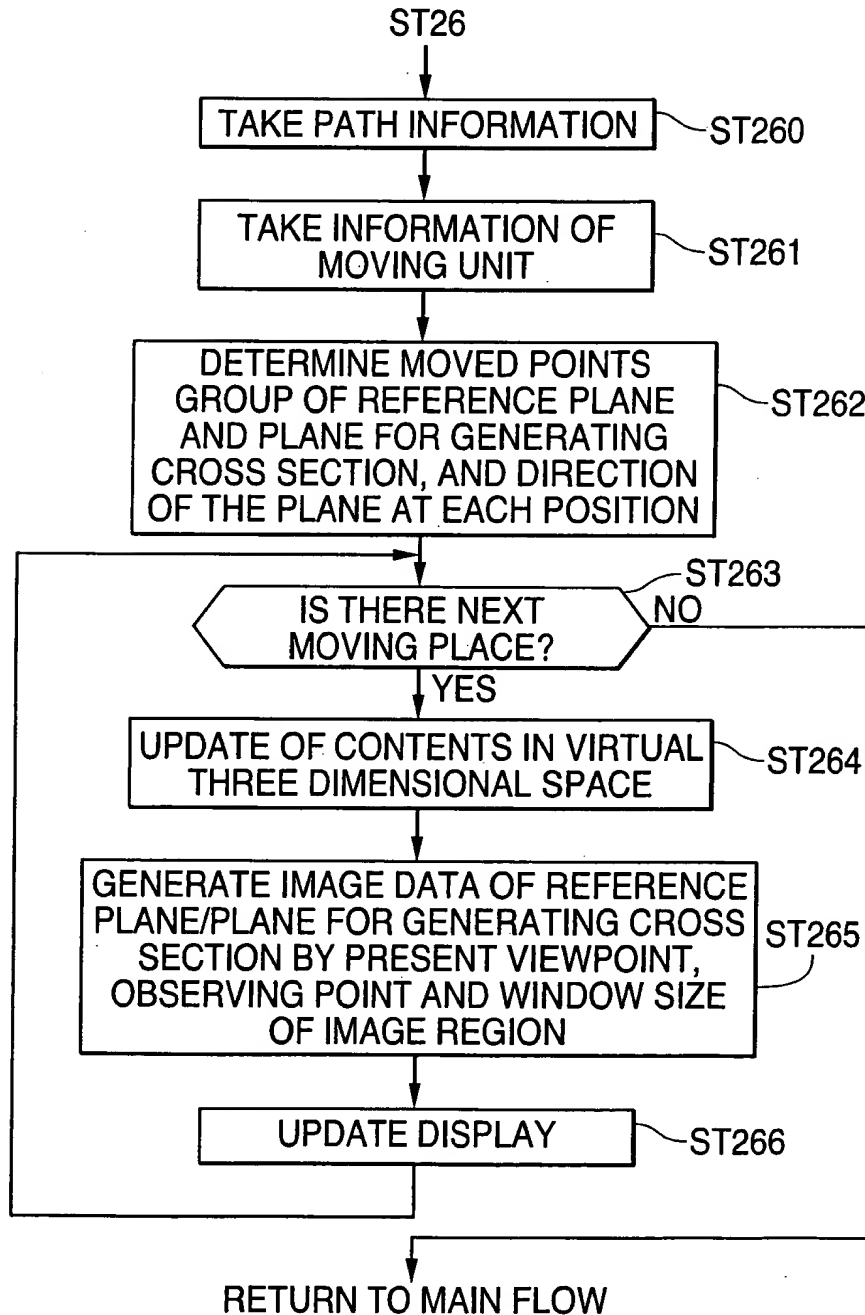 ST26
TAKE PATH INFORMATION
ST260
TAKE INFORMATION OF
MOVING UNIT
ST261
DETERMINE MOVED POINTS
GROUP OF REFERENCE PLANE
AND PLANE FOR GENERATING
CROSS SECTION, AND DIRECTION
OF THE PLANE AT EACH POSITION
ST262
ST263
IS THERE NEXT
MOVING PLACE?
NO
YES
UPDATE OF CONTENTS IN VIRTUAL
THREE DIMENSIONAL SPACE
ST264
GENERATE IMAGE DATA OF REFERENCE
PLANE/PLANE FOR GENERATING CROSS
SECTION BY PRESENT VIEWPOINT,
OBSERVING POINT AND WINDOW SIZE
OF IMAGE REGION
ST265
UPDATE DISPLAY
ST266
RETURN TO MAIN FLOW